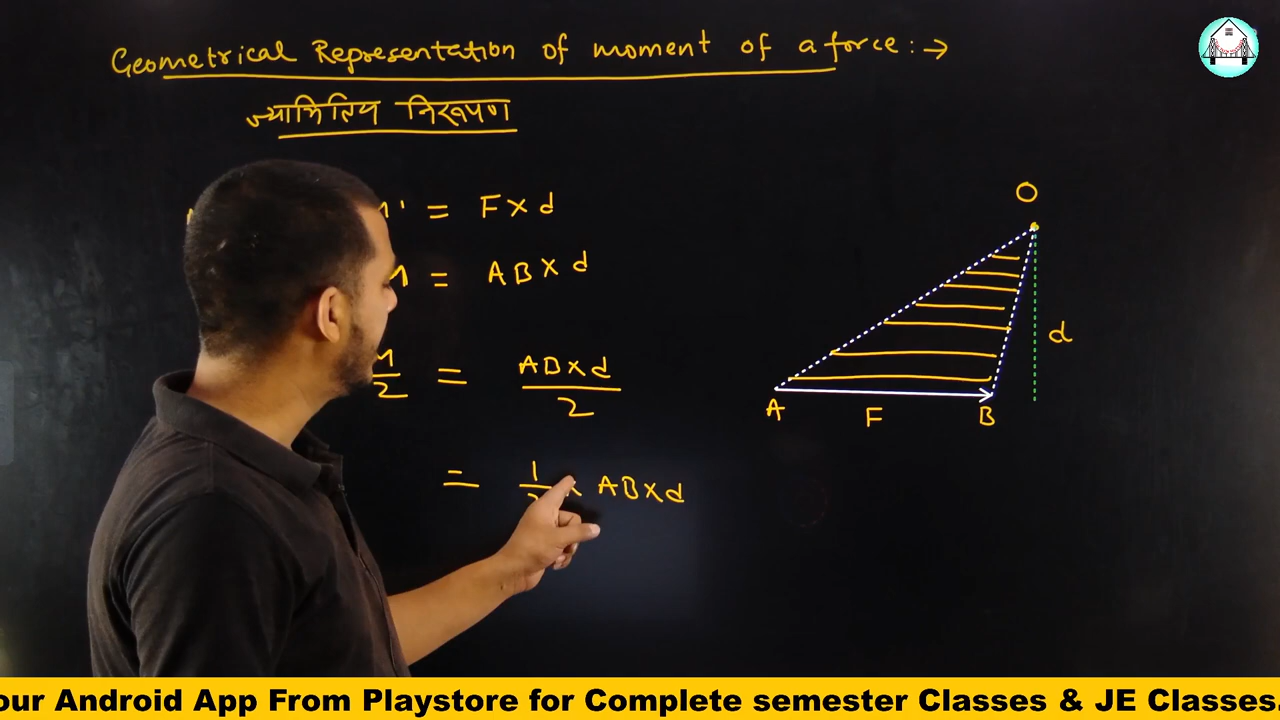 Geometrical Representation of moment of a force:→
ज्यामितिय निरूपण
= F×d
= AB×d
2 = AB×d / 2
= × AB×d
O
d
A F B
our Android App From Playstore for Complete semester Classes & JE Classes.